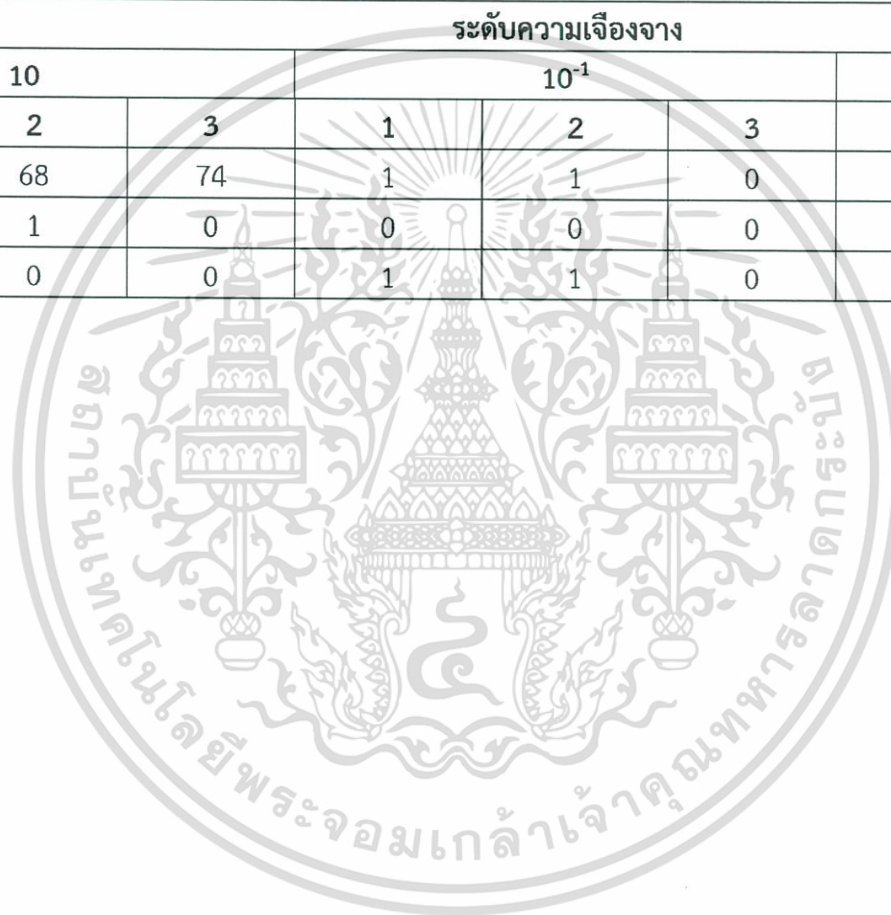 ระดับความเจืองจาง
10 10⁻¹
2 3 1 2 3
68 74 1 1 0
1 0 0 0 0
0 0 1 1 0
สถาบันเทคโนโลยีพระจอมเกล้าเจ้าคุณทหารลาดกระบัง